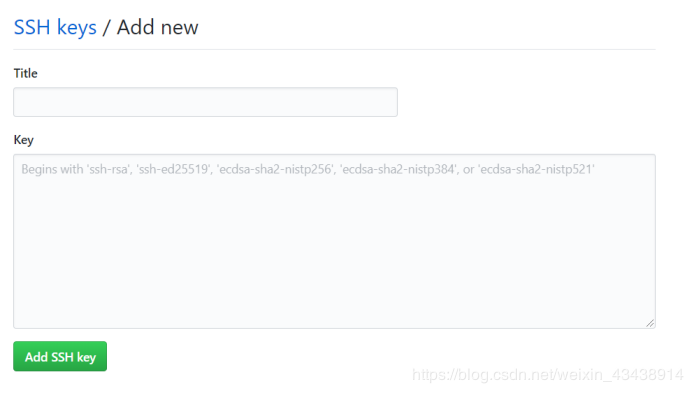 SSH keys / Add new
Title
Key
Begins with 'ssh-rsa', 'ssh-ed25519', 'ecdsa-sha2-nistp256', 'ecdsa-sha2-nistp384', or 'ecdsa-sha2-nistp521'
Add SSH key
https://blog.csdn.net/weixin_43438914